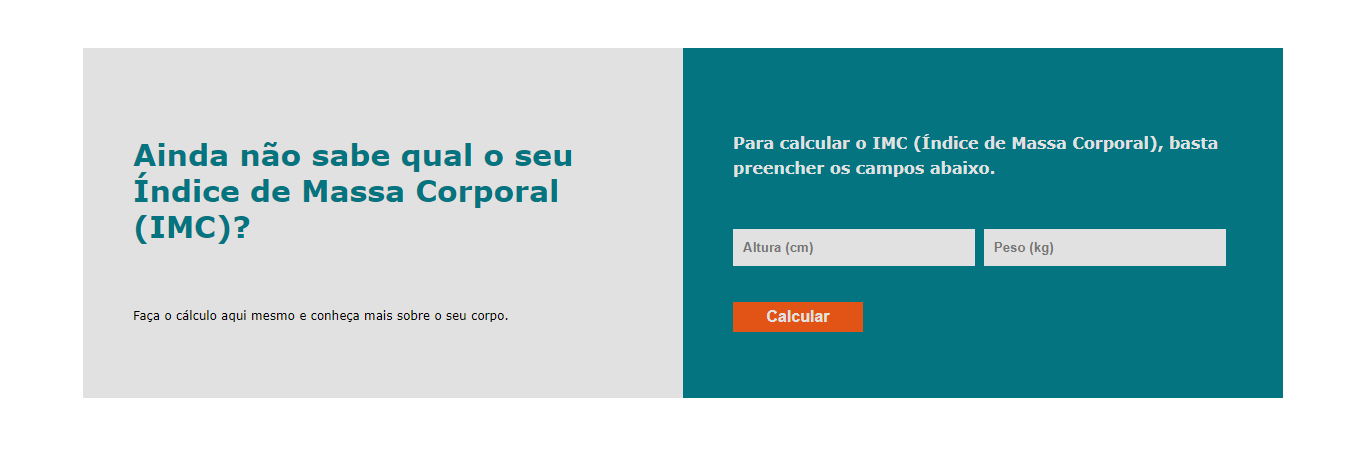 Ainda não sabe qual o seu
Índice de Massa Corporal
(IMC)?
Faça o cálculo aqui mesmo e conheça mais sobre o seu corpo.
Para calcular o IMC (Índice de Massa Corporal), basta
preencher os campos abaixo.
Altura (cm)
Peso (kg)
Calcular